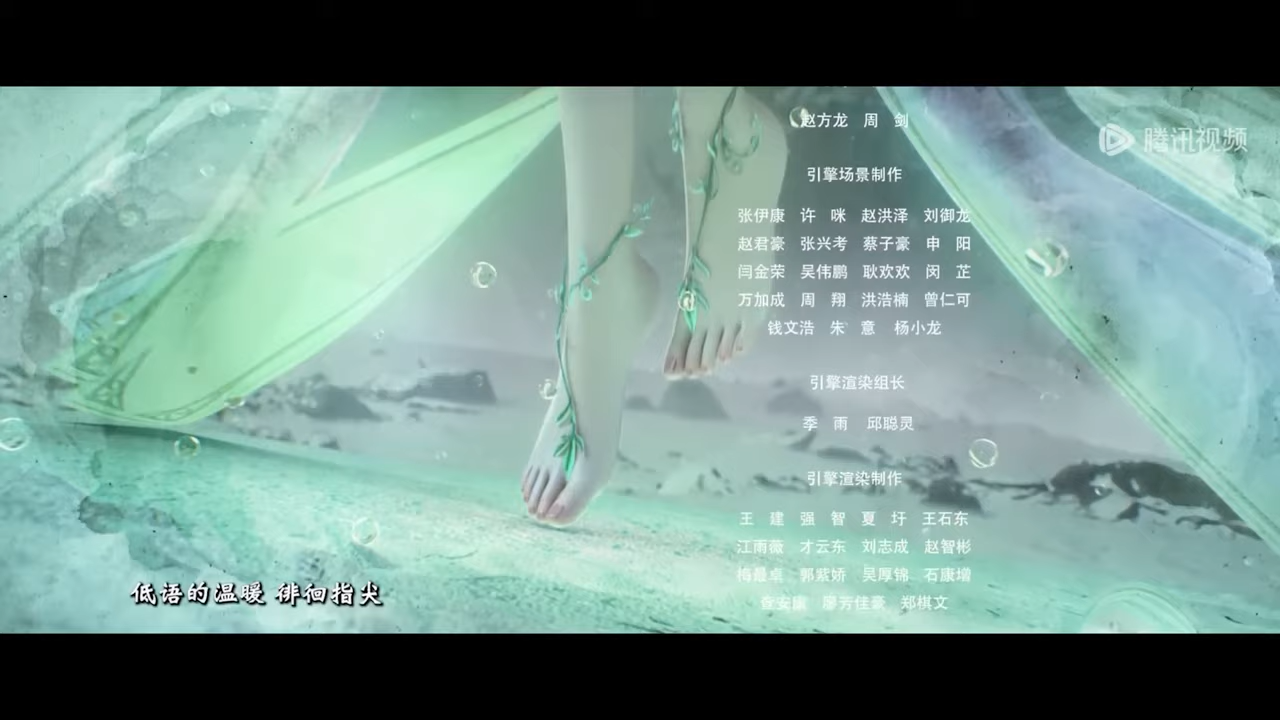 赵方龙 周 剑
腾讯视频
引擎场景制作
张伊康 许 咪 赵洪泽 刘御龙
赵君豪 张兴考 蔡子豪 申 阳
闫金荣 吴伟鹏 耿欢欢 闵 芷
万加成 周 翔 洪浩楠 曾仁可
钱文浩 朱 意 杨小龙
引擎渲染组长
季 雨 邱聪灵
引擎渲染制作
王 建 强 智 夏 圩 王石东
江雨薇 才云东 刘志成 赵智彬
郭紫娇 吴厚锦 石康增
廖芳佳豪 郑棋文
低语的温暖 徘徊指尖